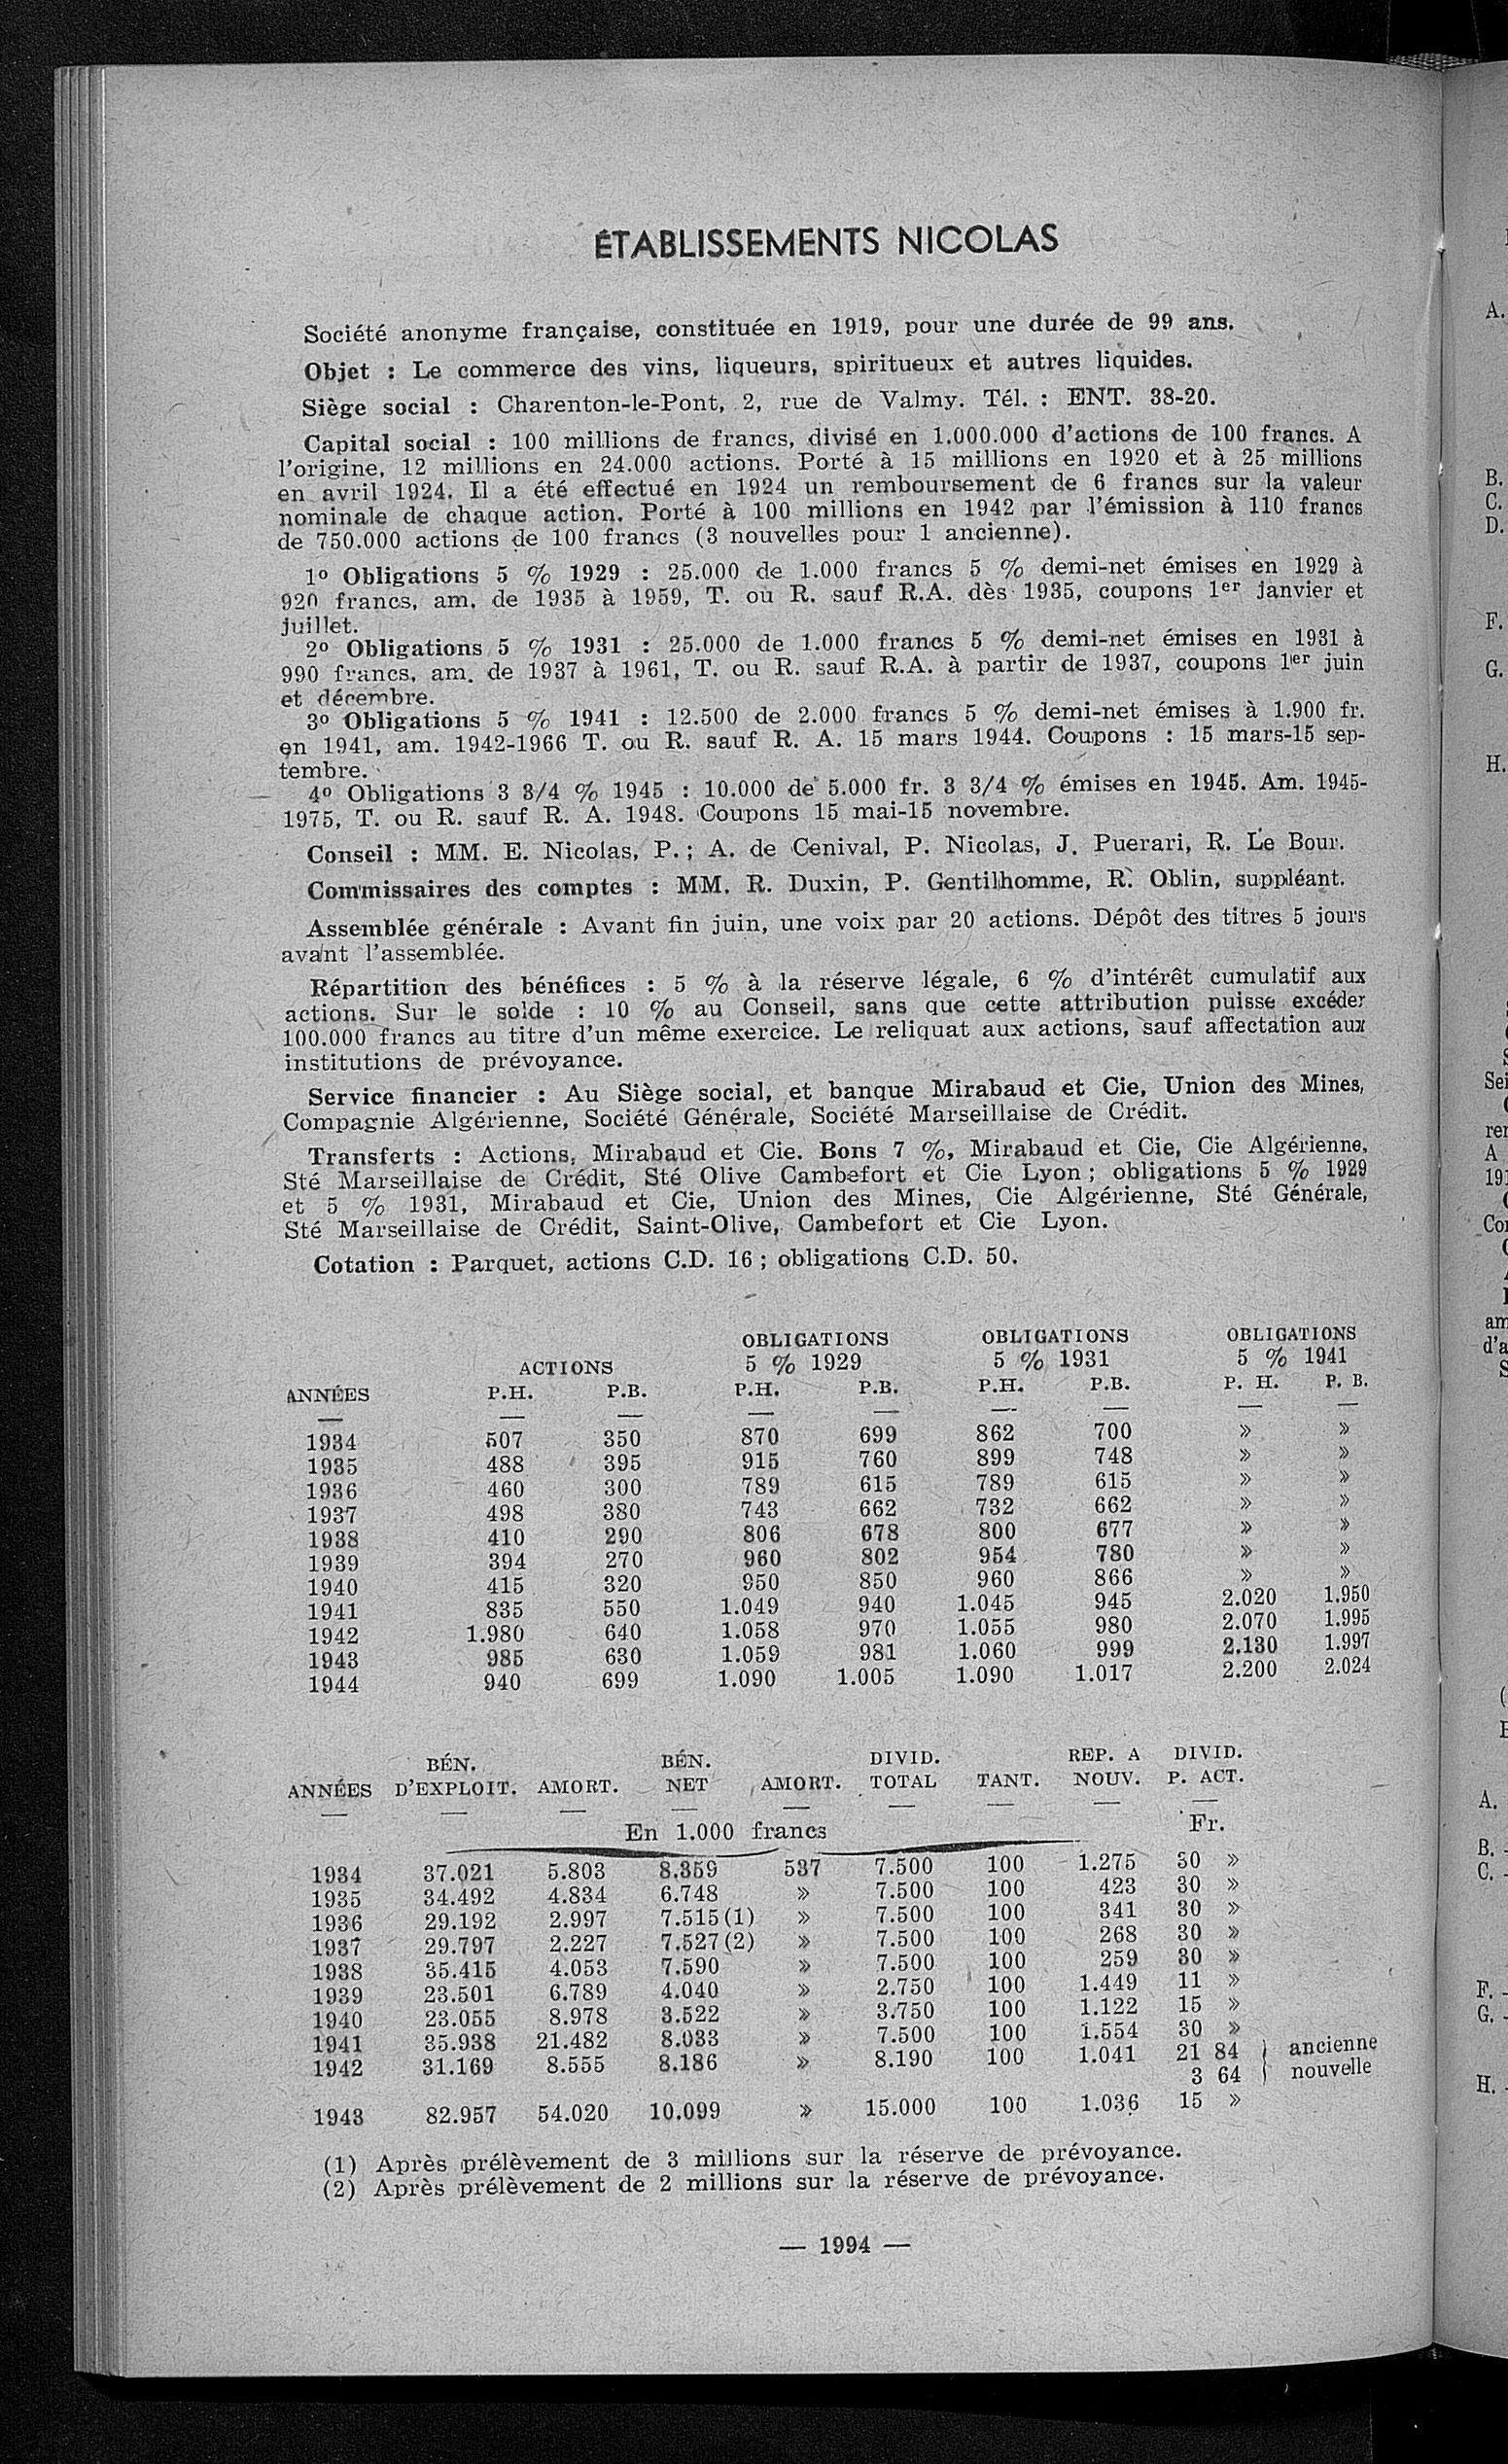 ÉTABLISSEMENTS NICOLAS
Société anonyme française, constituée en 1919, pour une durée de 99 ans.
Objet : Le commerce des vins, liqueurs, spiritueux et autres liquides.
Siège social : Charenton-le-Pont, 2, rue de Valmy. Tél. : ENT. 38-20.
Capital social : 100 millions de francs, divisé en 1.000.000 d'actions de 100 francs. A
l'origine, 12 millions en 24.000 actions. Porté à 15 millions en 1920 et à 25 millions
en avril 1924. Il a été effectué en 1924 un remboursement de 6 francs sur la valeur
nominale de chaque action. Porté à 100 millions en 1942 par l'émission à 110 francs
de 750.000 actions de 100 francs (3 nouvelles pour 1 ancienne).
1º Obligations 5 % 1929 : 25.000 de 1.000 francs 5 % demi-net émises en 1929 à
920 francs, am. de 1935 à 1959, T. ou R. sauf R.A. dès 1935, coupons 1er janvier et
juillet.
2º Obligations 5 % 1931 : 25.000 de 1.000 francs 5 % demi-net émises en 1931 à
990 francs, am. de 1937 à 1961, T. ou R. sauf R.A. à partir de 1937, coupons 1er juin
et décembre.
3º Obligations 5 % 1941 : 12.500 de 2.000 francs 5 % demi-net émises à 1.900 fr.
en 1941, am. 1942-1966 T. ou R. sauf R. A. 15 mars 1944. Coupons : 15 mars-15 sep-
tembre.
4º Obligations 3 3/4 % 1945 : 10.000 de 5.000 fr. 3 3/4 % émises en 1945. Am. 1945-
1975, T. ou R. sauf R. A. 1948. Coupons 15 mai-15 novembre.
Conseil : MM. E. Nicolas, P. ; A. de Cenival, P. Nicolas, J. Puerari, R. Le Bour.
Commissaires des comptes : MM. R. Duxin, P. Gentilhomme, R. Oblin, suppléant.
Assemblée générale : Avant fin juin, une voix par 20 actions. Dépôt des titres 5 jours
avant l'assemblée.
Répartition des bénéfices : 5 % à la réserve légale, 6 % d'intérêt cumulatif aux
actions. Sur le solde : 10 % au Conseil, sans que cette attribution puisse excéder
100.000 francs au titre d'un même exercice. Le reliquat aux actions, sauf affectation aux
institutions de prévoyance.
Service financier : Au Siège social, et banque Mirabaud et Cie, Union des Mines,
Compagnie Algérienne, Société Générale, Société Marseillaise de Crédit.
Transferts : Actions, Mirabaud et Cie. Bons 7 %, Mirabaud et Cie, Cie Algérienne,
Sté Marseillaise de Crédit, Sté Olive Cambefort et Cie Lyon ; obligations 5 % 1929
et 5 % 1931, Mirabaud et Cie, Union des Mines, Cie Algérienne, Sté Générale,
Sté Marseillaise de Crédit, Saint-Olive, Cambefort et Cie Lyon.
Cotation : Parquet, actions C.D. 16 ; obligations C.D. 50.
OBLIGATIONS OBLIGATIONS OBLIGATIONS
ACTIONS 5 % 1929 5 % 1931 5 % 1941
ANNÉES P.H. P.B. P.H. P.B. P.H. P.B. P. H. P. B.
1934 507 350 870 699 862 700 » »
1935 488 395 915 760 899 748 » »
1936 460 300 789 615 789 615 » »
1937 498 380 743 662 732 662 » »
1938 410 290 806 678 800 677 » »
1939 394 270 960 802 954 780 » »
1940 415 320 950 850 960 866 » »
1941 835 550 1.049 940 1.045 945 2.020 1.950
1942 1.980 640 1.058 970 1.055 980 2.070 1.995
1943 985 630 1.059 981 1.060 999 2.130 1.997
1944 940 699 1.090 1.005 1.090 1.017 2.200 2.024
BÉN. BÉN. DIVID. REP. A DIVID.
ANNÉES D'EXPLOIT. AMORT. NET AMORT. TOTAL TANT. NOUV. P. ACT.
En 1.000 francs Fr.
1934 37.021 5.803 8.359 537 7.500 100 1.275 30 »
1935 34.492 4.834 6.748 » 7.500 100 423 30 »
1936 29.192 2.997 7.515 (1) » 7.500 100 341 30 »
1937 29.797 2.227 7.527 (2) » 7.500 100 268 30 »
1938 35.415 4.053 7.590 » 7.500 100 259 30 »
1939 23.501 6.789 4.040 » 2.750 100 1.449 11 »
1940 23.055 8.978 3.522 » 3.750 100 1.122 15 »
1941 35.938 21.482 8.033 » 7.500 100 1.554 30 »
1942 31.169 8.555 8.186 » 8.190 100 1.041 21 84 } ancienne
3 64 } nouvelle
1943 82.957 54.020 10.099 » 15.000 100 1.036 15 »
(1) Après prélèvement de 3 millions sur la réserve de prévoyance.
(2) Après prélèvement de 2 millions sur la réserve de prévoyance.
— 1994 —
A.
B.
C.
D.
F.
G.
H.
Sei
A
d'a
A.
B.
C.
F.
G.
H.